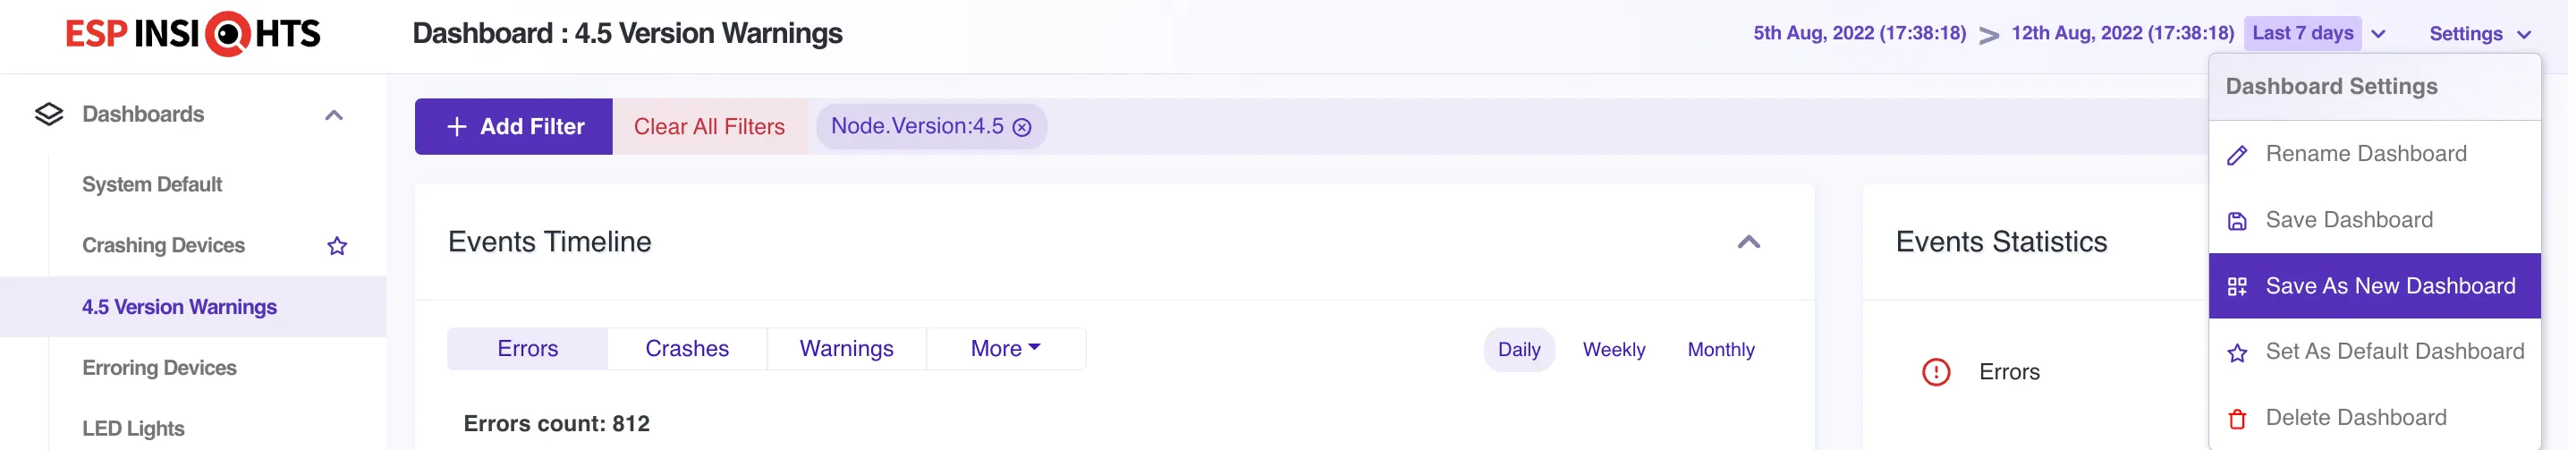 ESP INSIGHTS
Dashboard : 4.5 Version Warnings
5th Aug, 2022 (17:38:18) > 12th Aug, 2022 (17:38:18) Last 7 days
Settings
Dashboards
System Default
Crashing Devices
4.5 Version Warnings
Erroring Devices
LED Lights
+ Add Filter
Clear All Filters
Node.Version:4.5
Events Timeline
Errors Crashes Warnings More
Daily Weekly Monthly
Errors count: 812
Events Statistics
Errors
Dashboard Settings
Rename Dashboard
Save Dashboard
Save As New Dashboard
Set As Default Dashboard
Delete Dashboard